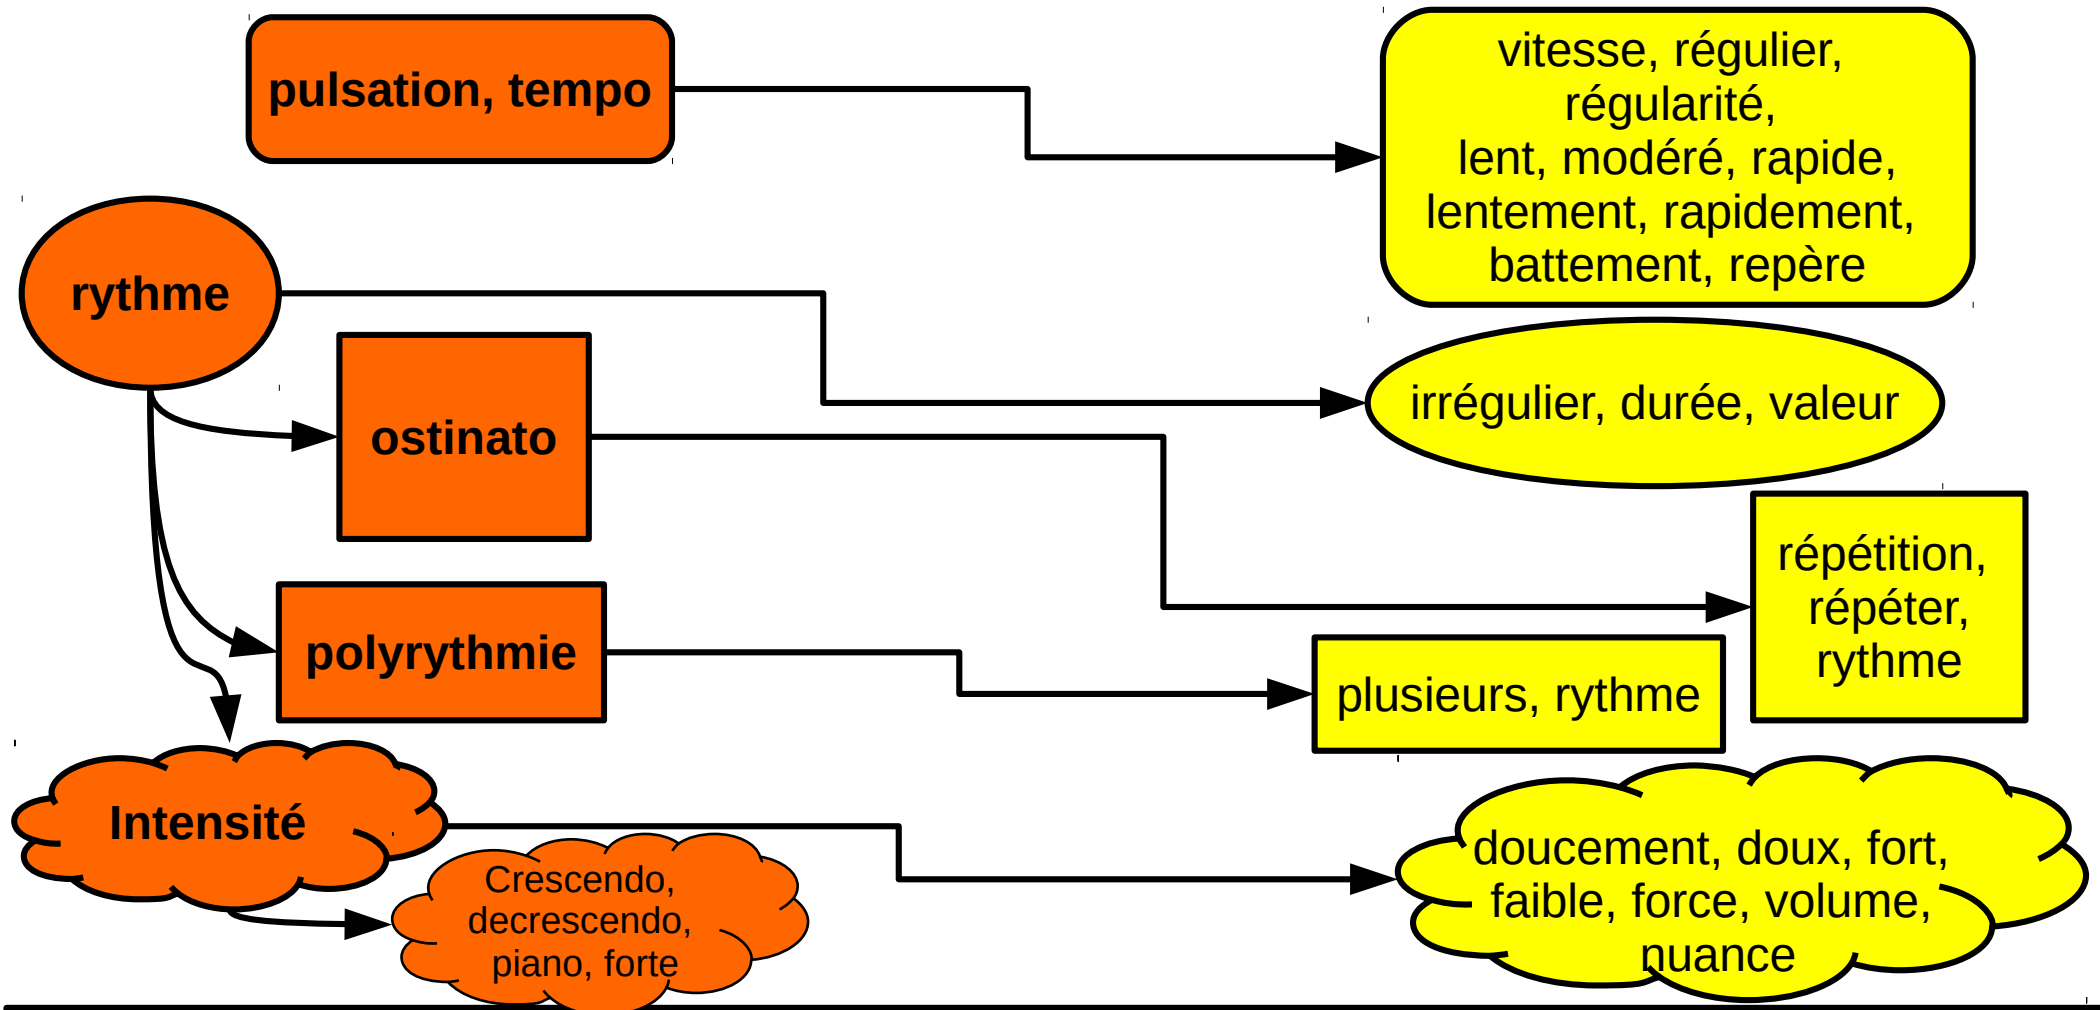 pulsation, tempo
vitesse, régulier,
régularité,
lent, modéré, rapide,
lentement, rapidement,
battement, repère
rythme
irrégulier, durée, valeur
ostinato
répétition,
répéter,
rythme
polyrythmie
plusieurs, rythme
Intensité
doucement, doux, fort,
faible, force, volume,
nuance
Crescendo,
decrescendo,
piano, forte